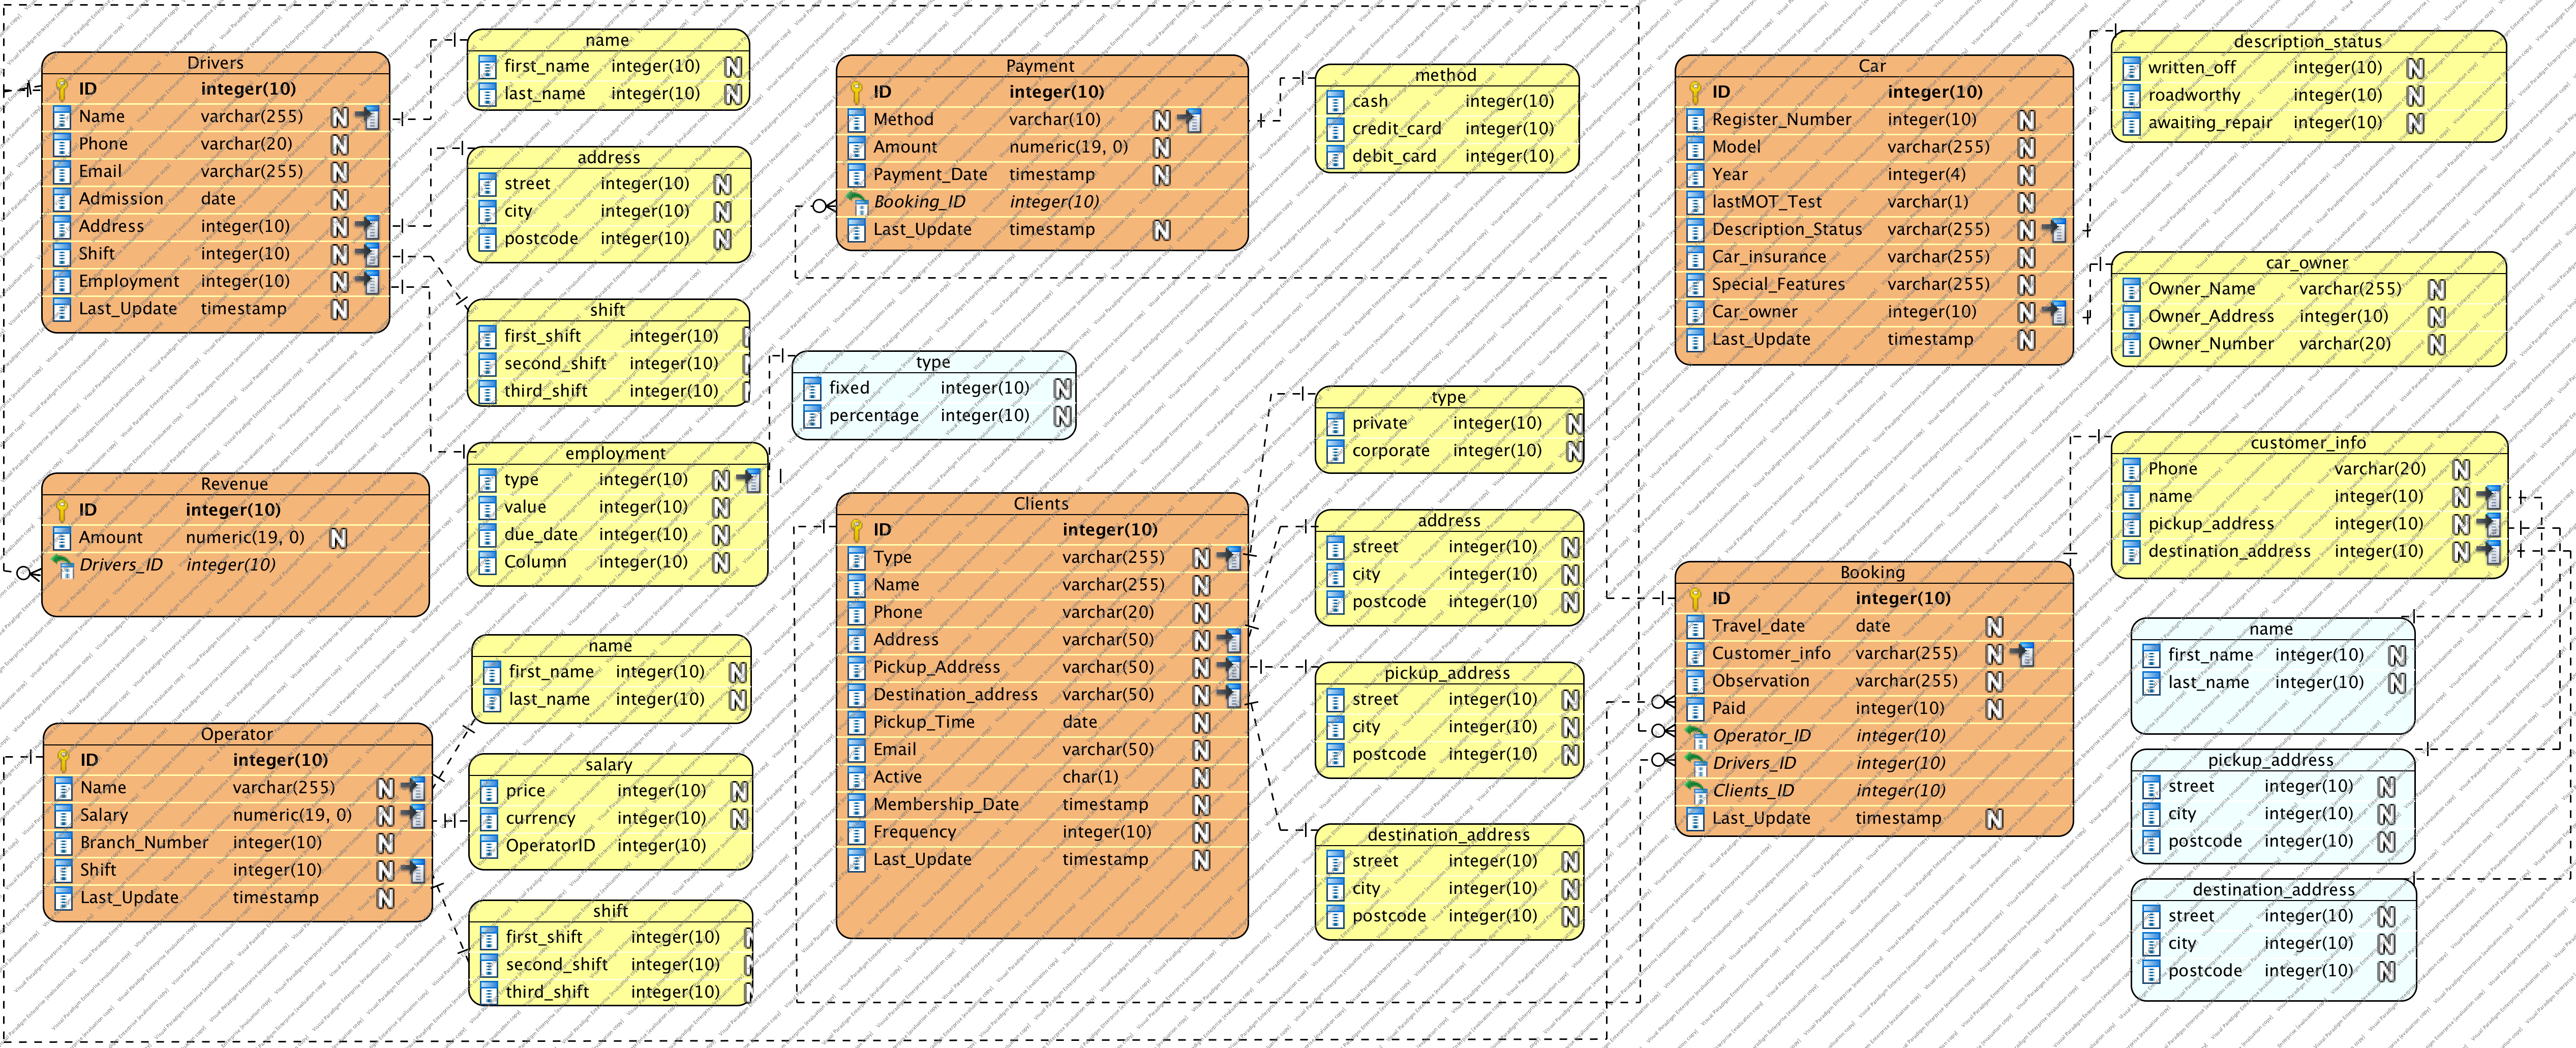 Drivers
ID integer(10)
Name varchar(255) N
Phone varchar(20) N
Email varchar(255) N
Admission date N
Address integer(10) N
Shift integer(10) N
Employment integer(10) N
Last_Update timestamp N
name
first_name integer(10) N
last_name integer(10) N
address
street integer(10) N
city integer(10) N
postcode integer(10) N
shift
first_shift integer(10)
second_shift integer(10)
third_shift integer(10)
employment
type integer(10) N
value integer(10) N
due_date integer(10) N
Column integer(10) N
type
fixed integer(10) N
percentage integer(10) N
Revenue
ID integer(10)
Amount numeric(19, 0) N
Drivers_ID integer(10)
Operator
ID integer(10)
Name varchar(255) N
Salary numeric(19, 0) N
Branch_Number integer(10) N
Shift integer(10) N
Last_Update timestamp N
name
first_name integer(10) N
last_name integer(10) N
salary
price integer(10) N
currency integer(10) N
OperatorID integer(10)
shift
first_shift integer(10)
second_shift integer(10)
third_shift integer(10)
Payment
ID integer(10)
Method varchar(10) N
Amount numeric(19, 0) N
Payment_Date timestamp N
Booking_ID integer(10)
Last_Update timestamp N
method
cash integer(10)
credit_card integer(10)
debit_card integer(10)
Clients
ID integer(10)
Type varchar(255) N
Name varchar(255) N
Phone varchar(20) N
Address varchar(50) N
Pickup_Address varchar(50) N
Destination_address varchar(50) N
Pickup_Time date N
Email varchar(50) N
Active char(1) N
Membership_Date timestamp N
Frequency integer(10) N
Last_Update timestamp N
type
private integer(10) N
corporate integer(10) N
address
street integer(10) N
city integer(10) N
postcode integer(10) N
pickup_address
street integer(10) N
city integer(10) N
postcode integer(10) N
destination_address
street integer(10) N
city integer(10) N
postcode integer(10) N
Car
ID integer(10)
Register_Number integer(10) N
Model varchar(255) N
Year integer(4) N
lastMOT_Test varchar(1) N
Description_Status varchar(255) N
Car_insurance varchar(255) N
Special_Features varchar(255) N
Car_owner integer(10) N
Last_Update timestamp N
description_status
written_off integer(10) N
roadworthy integer(10) N
awaiting_repair integer(10) N
car_owner
Owner_Name varchar(255) N
Owner_Address integer(10) N
Owner_Number varchar(20) N
customer_info
Phone varchar(20) N
name integer(10) N
pickup_address integer(10) N
destination_address integer(10) N
Booking
ID integer(10)
Travel_date date N
Customer_info varchar(255) N
Observation varchar(255) N
Paid integer(10) N
Operator_ID integer(10)
Drivers_ID integer(10)
Clients_ID integer(10)
Last_Update timestamp N
name
first_name integer(10) N
last_name integer(10) N
pickup_address
street integer(10) N
city integer(10) N
postcode integer(10) N
destination_address
street integer(10) N
city integer(10) N
postcode integer(10) N
Visual Paradigm Enterprise [evaluation copy]